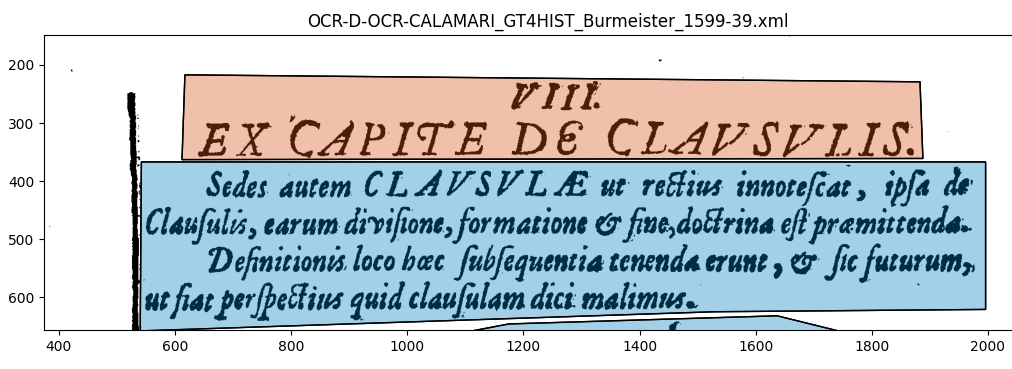 OCR-D-OCR-CALAMARI_GT4HIST_Burmeister_1599-39.xml
VIII.
EX CAPITE DE CLAVSVLIS.
Sedes autem CLAVSVLÆ ut rectius innoteſcat, ipſa de
Clauſulis, earum diviſione, formatione & fine, doctrina eſt præmittenda.
Definitionis loco hæc ſubſequentia tenenda erunt, & ſic futurum,
ut fiat perſpectius quid clauſulam dici malimus.
200
300
400
500
600
400 600 800 1000 1200 1400 1600 1800 2000